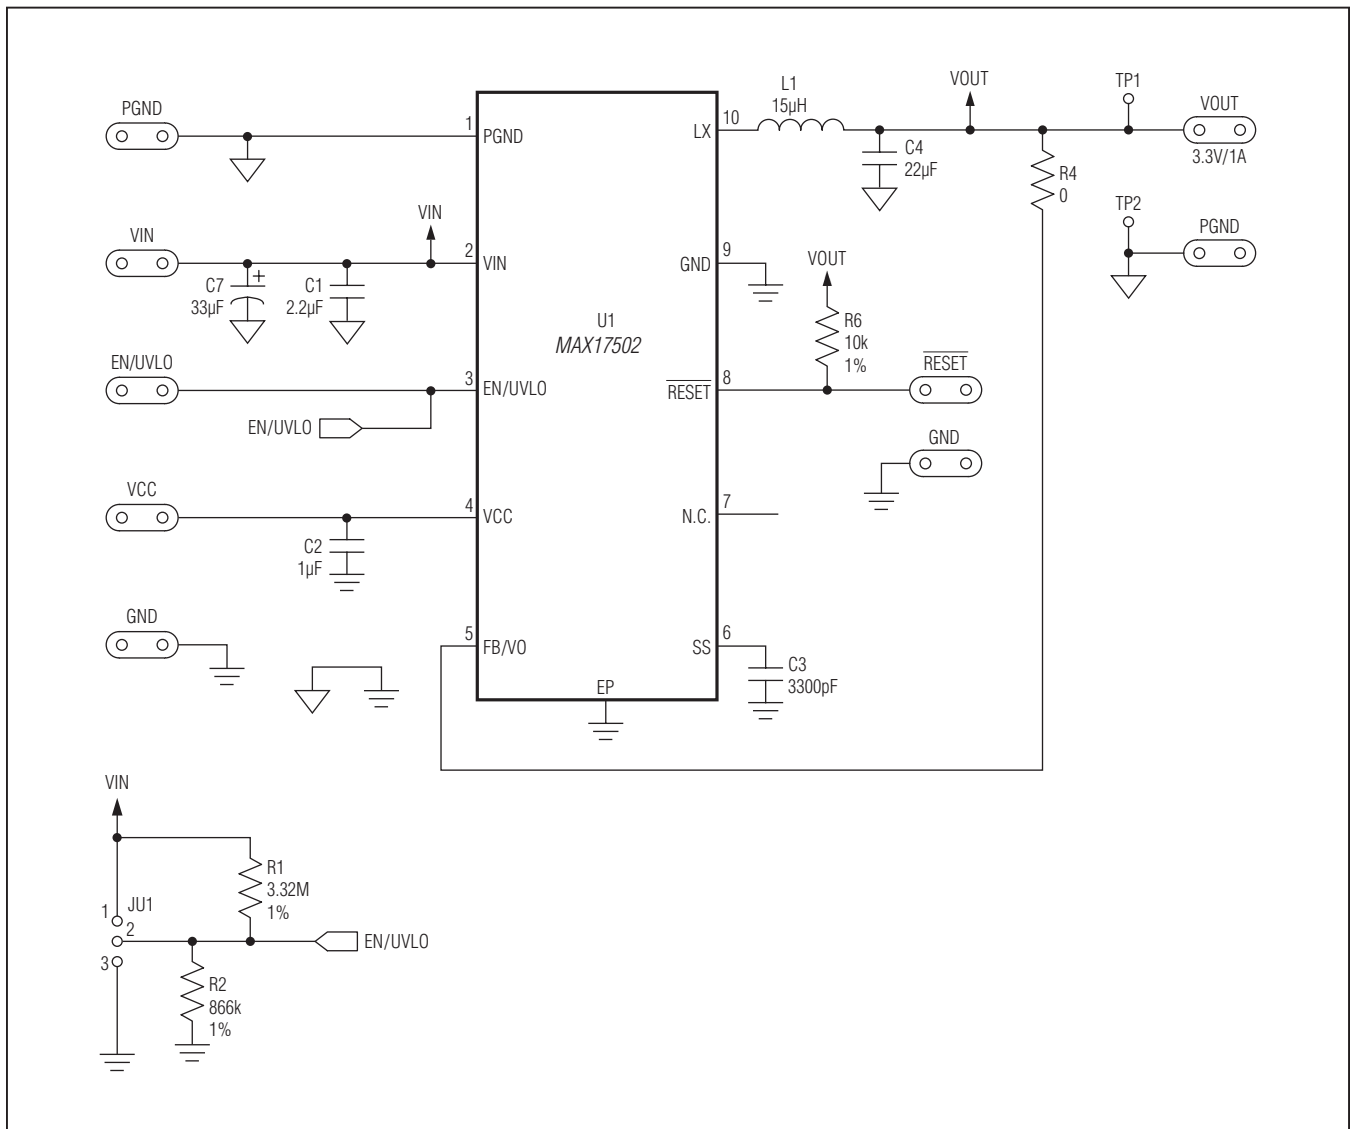 PGND
VIN
EN/UVLO
EN/UVLO
VCC
GND
VIN
C7
33µF
+
C1
2.2µF
C2
1µF
1
PGND
2
VIN
3
EN/UVLO
4
VCC
5
FB/VO
U1
MAX17502
EP
10
LX
9
GND
8
RESET
7
N.C.
6
SS
L1
15µH
C4
22µF
VOUT
R4
0
TP1
VOUT
3.3V/1A
TP2
PGND
VOUT
R6
10k
1%
RESET
GND
C3
3300pF
VIN
JU1
1
2
3
R1
3.32M
1%
EN/UVLO
R2
866k
1%